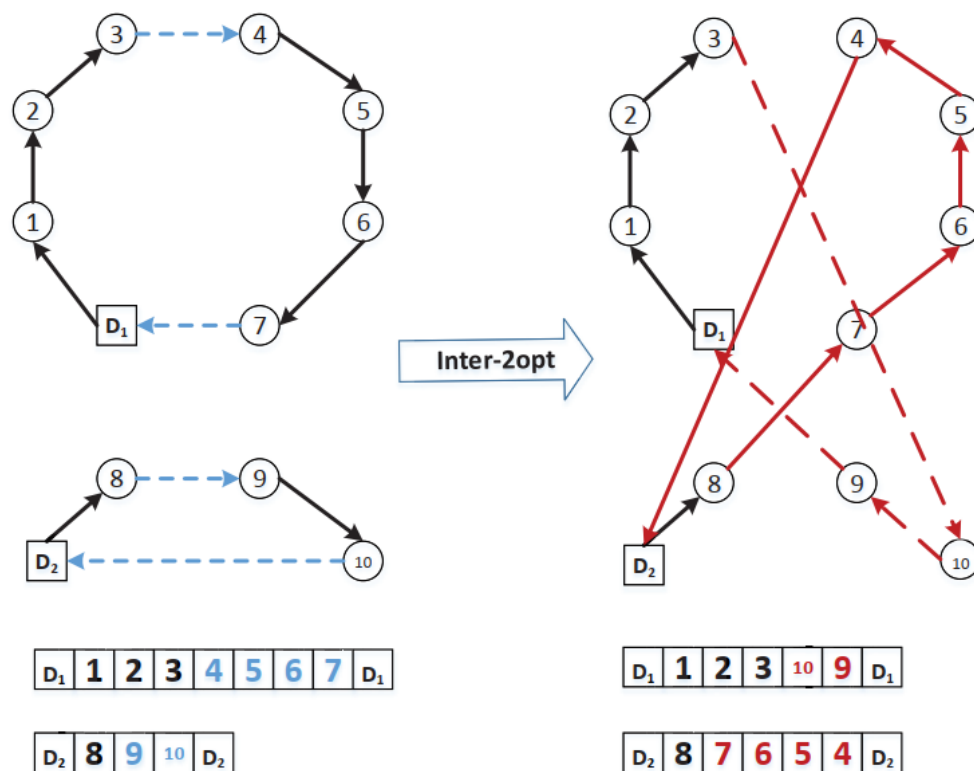 3 4
2 5
1 6
D₁ 7
8 9
D₂ 10
Inter-2opt
3 4
2 5
1 6
D₁ 7
8 9
D₂ 10
D₁ 1 2 3 4 5 6 7 D₁
D₂ 8 9 10 D₂
D₁ 1 2 3 10 9 D₁
D₂ 8 7 6 5 4 D₂